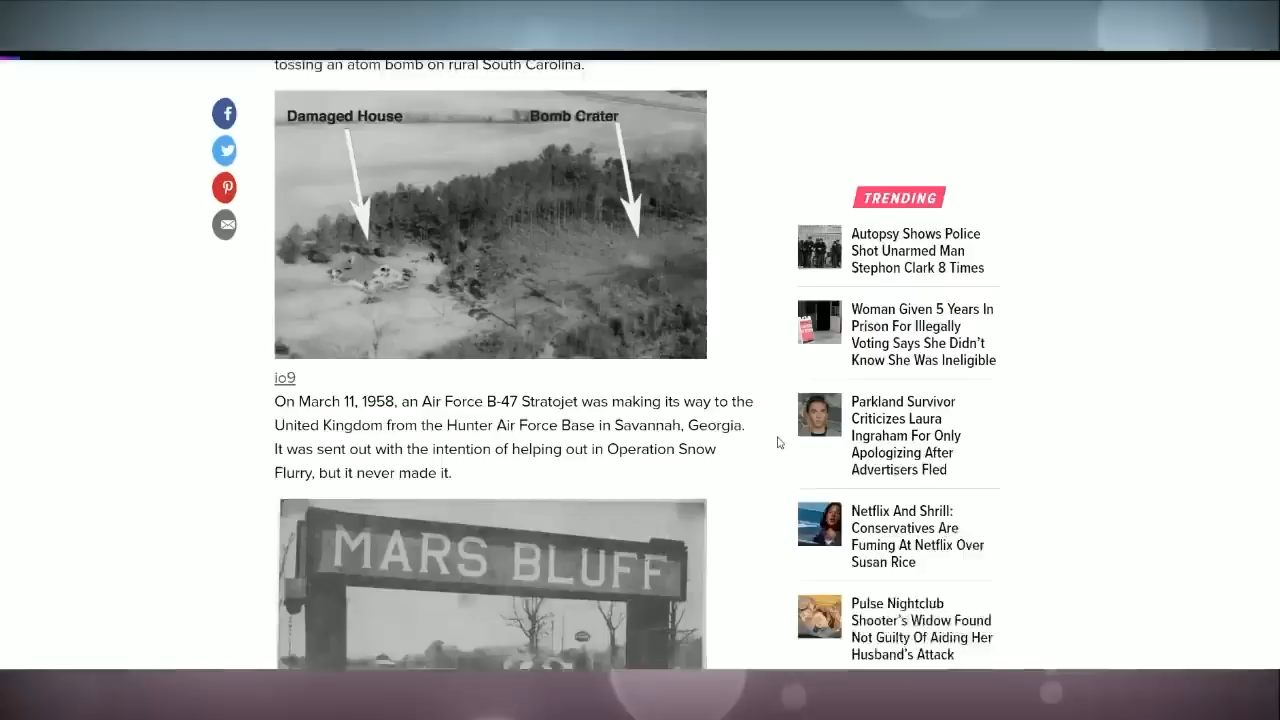 tossing an atom bomb on rural South Carolina.
Damaged House
Bomb Crater
io9
On March 11, 1958, an Air Force B-47 Stratojet was making its way to the
United Kingdom from the Hunter Air Force Base in Savannah, Georgia.
It was sent out with the intention of helping out in Operation Snow
Flurry, but it never made it.
MARS BLUFF
TRENDING
Autopsy Shows Police
Shot Unarmed Man
Stephon Clark 8 Times
Woman Given 5 Years In
Prison For Illegally
Voting Says She Didn't
Know She Was Ineligible
Parkland Survivor
Criticizes Laura
Ingraham For Only
Apologizing After
Advertisers Fled
Netflix And Shrill:
Conservatives Are
Fuming At Netflix Over
Susan Rice
Pulse Nightclub
Shooter's Widow Found
Not Guilty Of Aiding Her
Husband's Attack